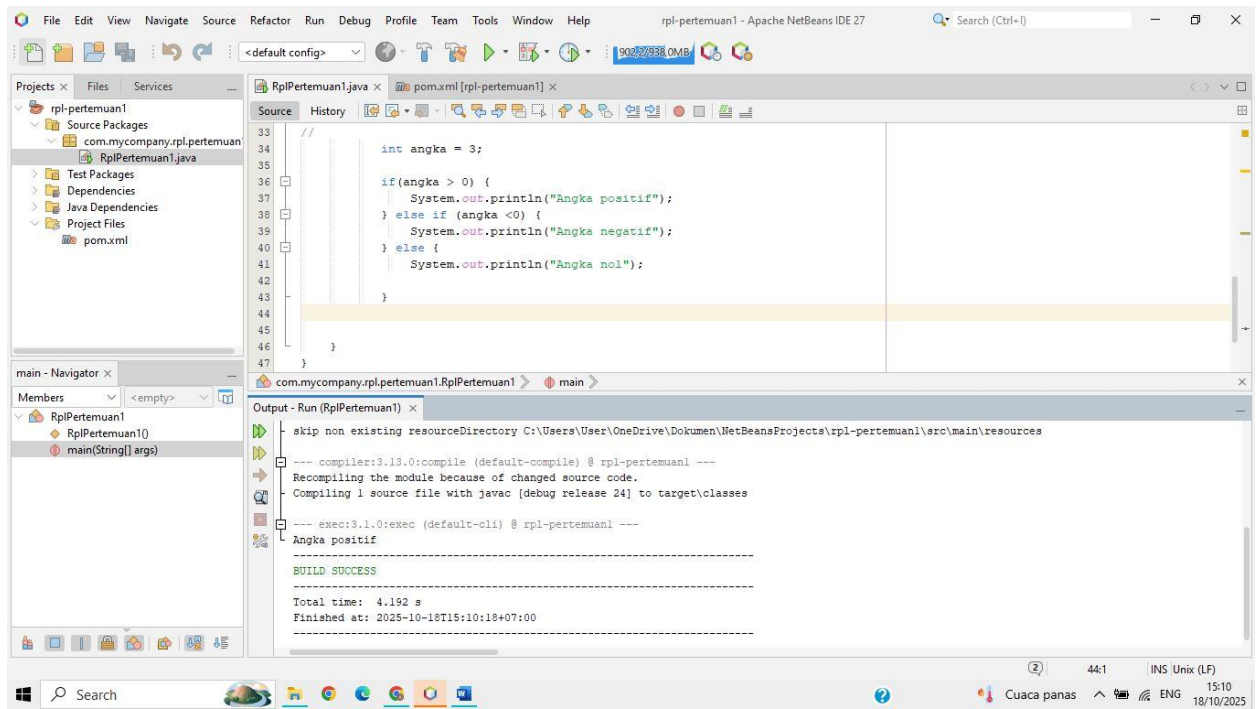 File Edit View Navigate Source Refactor Run Debug Profile Team Tools Window Help rpl-pertemuan1 - Apache NetBeans IDE 27 Search (Ctrl+I)
<default config> 902,2/938,0MB
Projects Files Services
rpl-pertemuan1
Source Packages
com.mycompany.rpl.pertemuan
RplPertemuan1.java
Test Packages
Dependencies
Java Dependencies
Project Files
pom.xml
main - Navigator
Members <empty>
RplPertemuan1
RplPertemuan1()
main(String[] args)
RplPertemuan1.java pom.xml [rpl-pertemuan1]
Source History
33 //
34 int angka = 3;
35
36 if(angka > 0) {
37 System.out.println("Angka positif");
38 } else if (angka <0) {
39 System.out.println("Angka negatif");
40 } else {
41 System.out.println("Angka nol");
42
43 }
44
45
46 }
47 }
com.mycompany.rpl.pertemuan1.RplPertemuan1 main
Output - Run (RplPertemuan1)
skip non existing resourceDirectory C:\Users\User\OneDrive\Dokumen\NetBeansProjects\rpl-pertemuan1\src\main\resources
--- compiler:3.13.0:compile (default-compile) @ rpl-pertemuan1 ---
Recompiling the module because of changed source code.
Compiling 1 source file with javac [debug release 24] to target\classes
--- exec:3.1.0:exec (default-cli) @ rpl-pertemuan1 ---
Angka positif
------------------------------------------------------------------------
BUILD SUCCESS
------------------------------------------------------------------------
Total time: 4.192 s
Finished at: 2025-10-18T15:10:18+07:00
------------------------------------------------------------------------
2 44:1 INS Unix (LF)
Search Cuaca panas ENG 15:10
18/10/2025